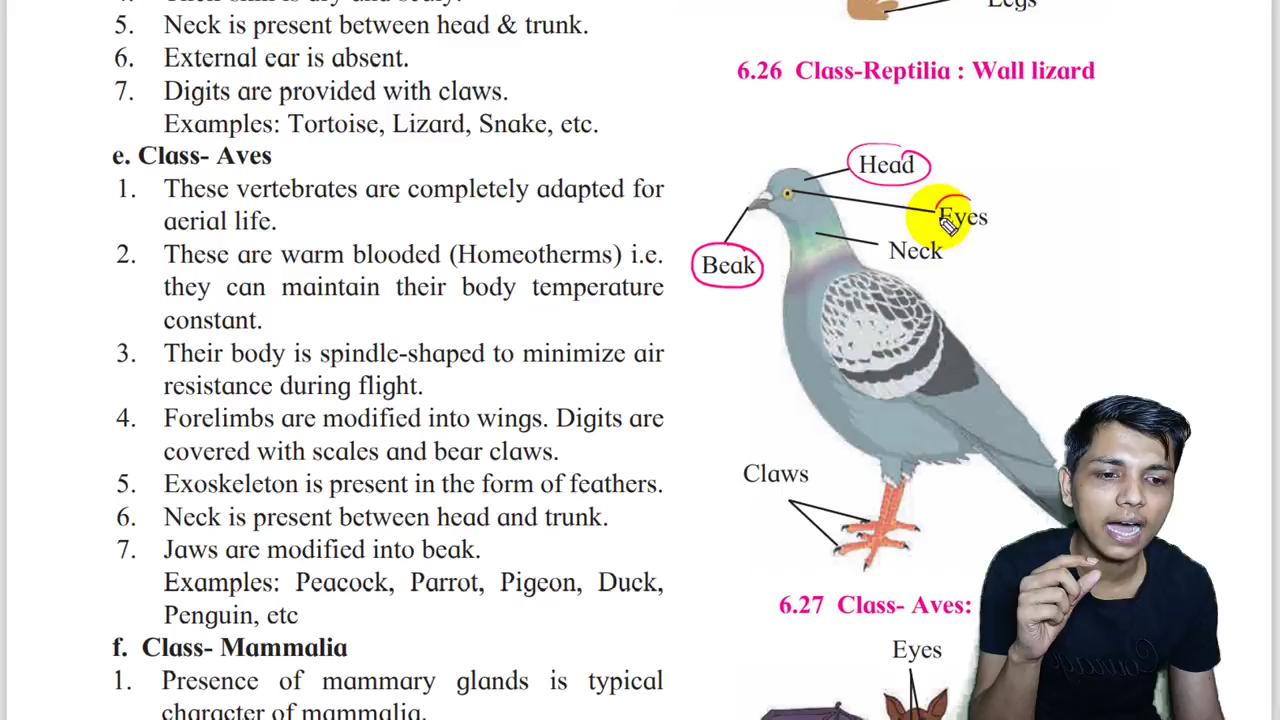 5. Neck is present between head & trunk.
6. External ear is absent.
7. Digits are provided with claws.
Examples: Tortoise, Lizard, Snake, etc.
e. Class- Aves
1. These vertebrates are completely adapted for
aerial life.
2. These are warm blooded (Homeotherms) i.e.
they can maintain their body temperature
constant.
3. Their body is spindle-shaped to minimize air
resistance during flight.
4. Forelimbs are modified into wings. Digits are
covered with scales and bear claws.
5. Exoskeleton is present in the form of feathers.
6. Neck is present between head and trunk.
7. Jaws are modified into beak.
Examples: Peacock, Parrot, Pigeon, Duck,
Penguin, etc
f. Class- Mammalia
1. Presence of mammary glands is typical
character of mammalia.
Legs
6.26 Class-Reptilia : Wall lizard
Head
Eyes
Neck
Beak
Claws
6.27 Class- Aves:
Eyes